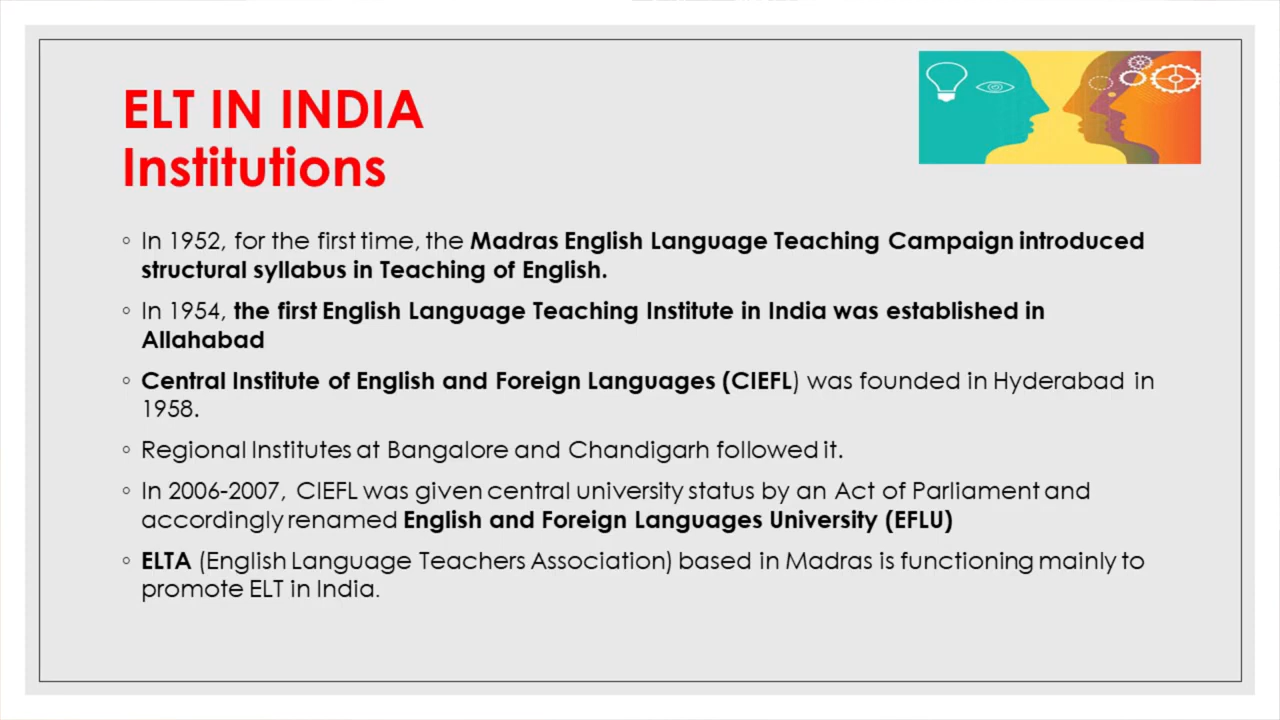 ELT IN INDIA
Institutions
◦ In 1952, for the first time, the Madras English Language Teaching Campaign introduced
structural syllabus in Teaching of English.
◦ In 1954, the first English Language Teaching Institute in India was established in
Allahabad
◦ Central Institute of English and Foreign Languages (CIEFL) was founded in Hyderabad in
1958.
◦ Regional Institutes at Bangalore and Chandigarh followed it.
◦ In 2006-2007, CIEFL was given central university status by an Act of Parliament and
accordingly renamed English and Foreign Languages University (EFLU)
◦ ELTA (English Language Teachers Association) based in Madras is functioning mainly to
promote ELT in India.